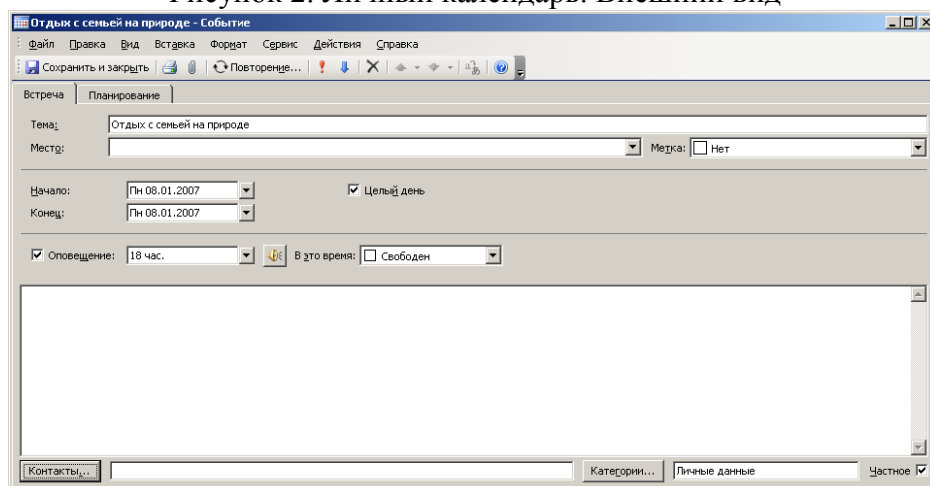 Рисунок 2. Личный календарь. Внешний вид
Отдых с семьей на природе - Событие
Файл Правка Вид Вставка Формат Сервис Действия Справка
Сохранить и закрыть Повторение...
Встреча Планирование
Тема: Отдых с семьей на природе
Место: Метка: Нет
Начало: Пн 08.01.2007 Целый день
Конец: Пн 08.01.2007
Оповещение: 18 час. В это время: Свободен
Контакты... Категории... Личные данные Частное